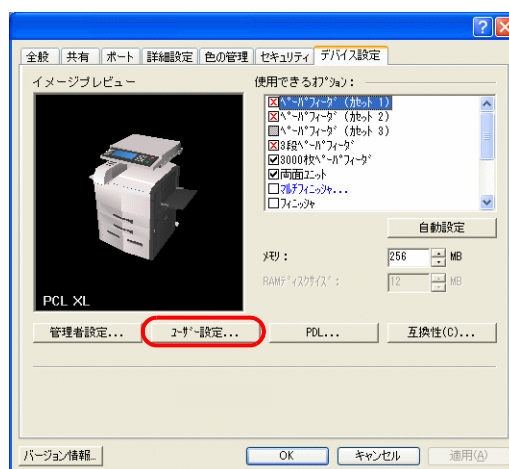 全般 共有 ポート 詳細設定 色の管理 セキュリティ デバイス設定
イメージプレビュー
使用できるオプション:
ペーパフィーダ (カセット 1)
ペーパフィーダ (カセット 2)
ペーパフィーダ (カセット 3)
3段ペーパフィーダ
3000枚ペーパフィーダ
両面ユニット
マルチフィニッシャ...
フィニッシャ
自動設定
メモリ: 256 MB
RAMディスクサイズ: 12 MB
PCL XL
管理者設定... ユーザー設定... PDL... 互換性(C)...
バージョン情報... OK キャンセル 適用(A)